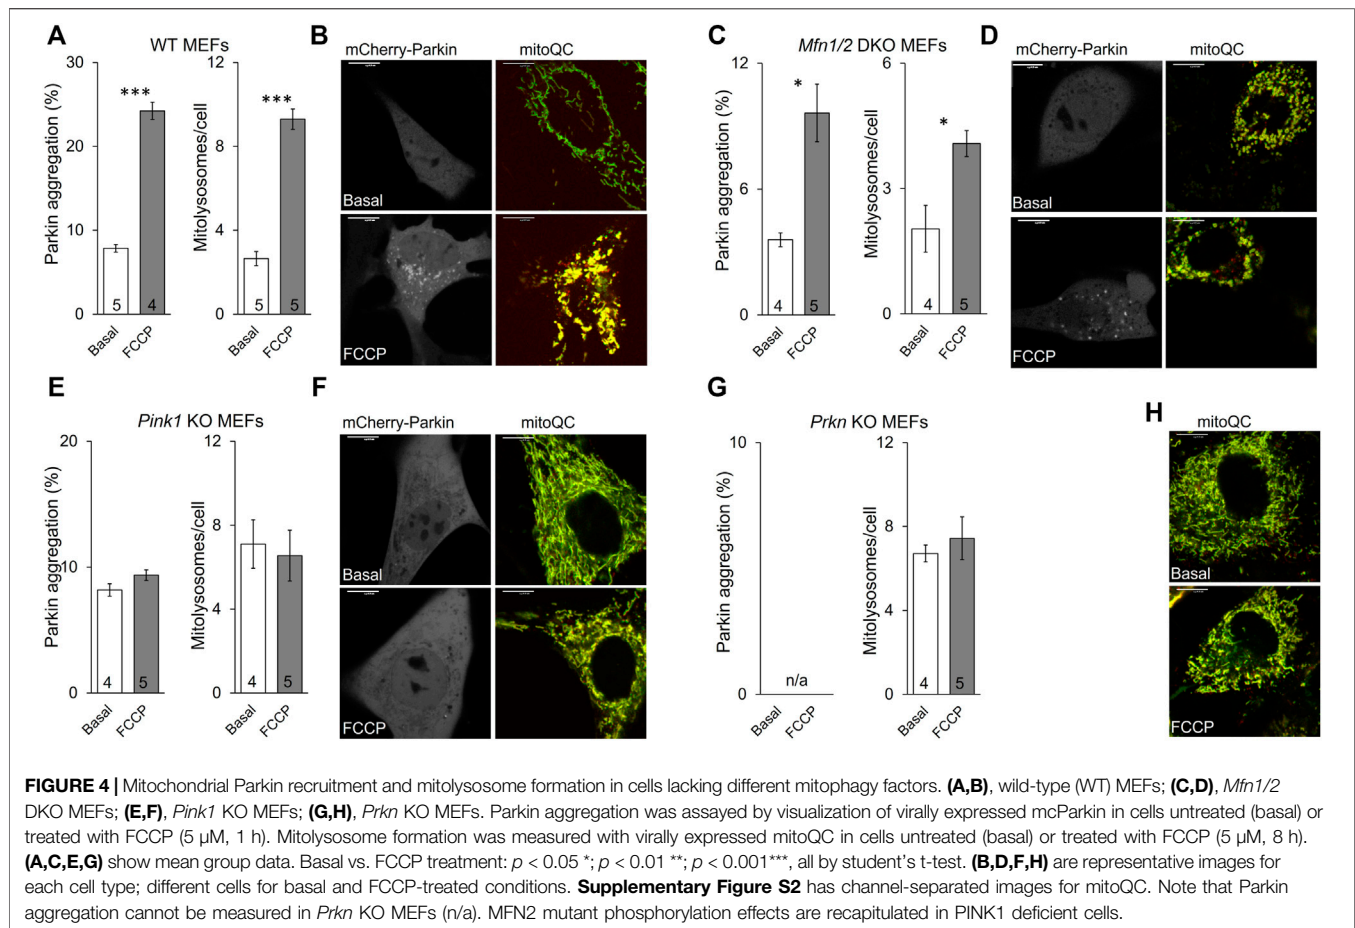 A
WT MEFs
Parkin aggregation (%)
30
20
10
0
***
5
4
Basal
FCCP
Mitolysosomes/cell
12
8
4
0
***
5
5
Basal
FCCP
B
mCherry-Parkin
mitoQC
Basal
FCCP
C
Mfn1/2 DKO MEFs
Parkin aggregation (%)
12
6
0
*
4
5
Basal
FCCP
Mitolysosomes/cell
6
3
0
*
4
5
Basal
FCCP
D
mCherry-Parkin
mitoQC
Basal
FCCP
E
Pink1 KO MEFs
Parkin aggregation (%)
20
10
0
4
5
Basal
FCCP
Mitolysosomes/cell
12
8
4
0
4
5
Basal
FCCP
F
mCherry-Parkin
mitoQC
Basal
FCCP
G
Prkn KO MEFs
Parkin aggregation (%)
10
0
n/a
Basal
FCCP
Mitolysosomes/cell
12
8
4
0
4
5
Basal
FCCP
H
mitoQC
Basal
FCCP
FIGURE 4 | Mitochondrial Parkin recruitment and mitolysosome formation in cells lacking different mitophagy factors. (A,B), wild-type (WT) MEFs; (C,D), Mfn1/2
DKO MEFs; (E,F), Pink1 KO MEFs; (G,H), Prkn KO MEFs. Parkin aggregation was assayed by visualization of virally expressed mcParkin in cells untreated (basal) or
treated with FCCP (5 µM, 1 h). Mitolysosome formation was measured with virally expressed mitoQC in cells untreated (basal) or treated with FCCP (5 µM, 8 h).
(A,C,E,G) show mean group data. Basal vs. FCCP treatment: p < 0.05 *; p < 0.01 **; p < 0.001***, all by student's t-test. (B,D,F,H) are representative images for
each cell type; different cells for basal and FCCP-treated conditions. Supplementary Figure S2 has channel-separated images for mitoQC. Note that Parkin
aggregation cannot be measured in Prkn KO MEFs (n/a). MFN2 mutant phosphorylation effects are recapitulated in PINK1 deficient cells.